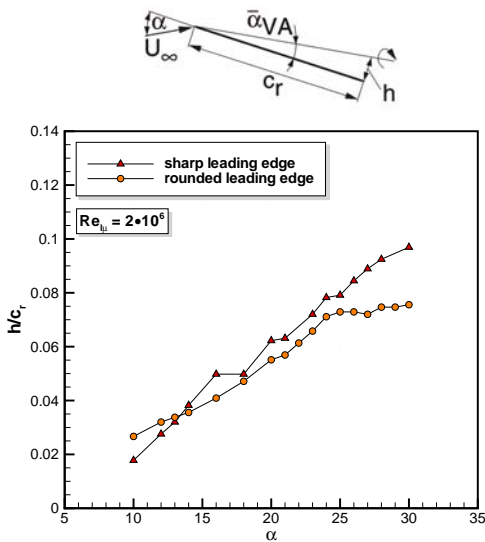 α
U∞
ᾱVA
cr
h
0.14
0.12
0.1
0.08
0.06
0.04
0.02
0
h/cr
sharp leading edge
rounded leading edge
Relμ = 2•10⁶
5
10
15
20
25
30
35
α